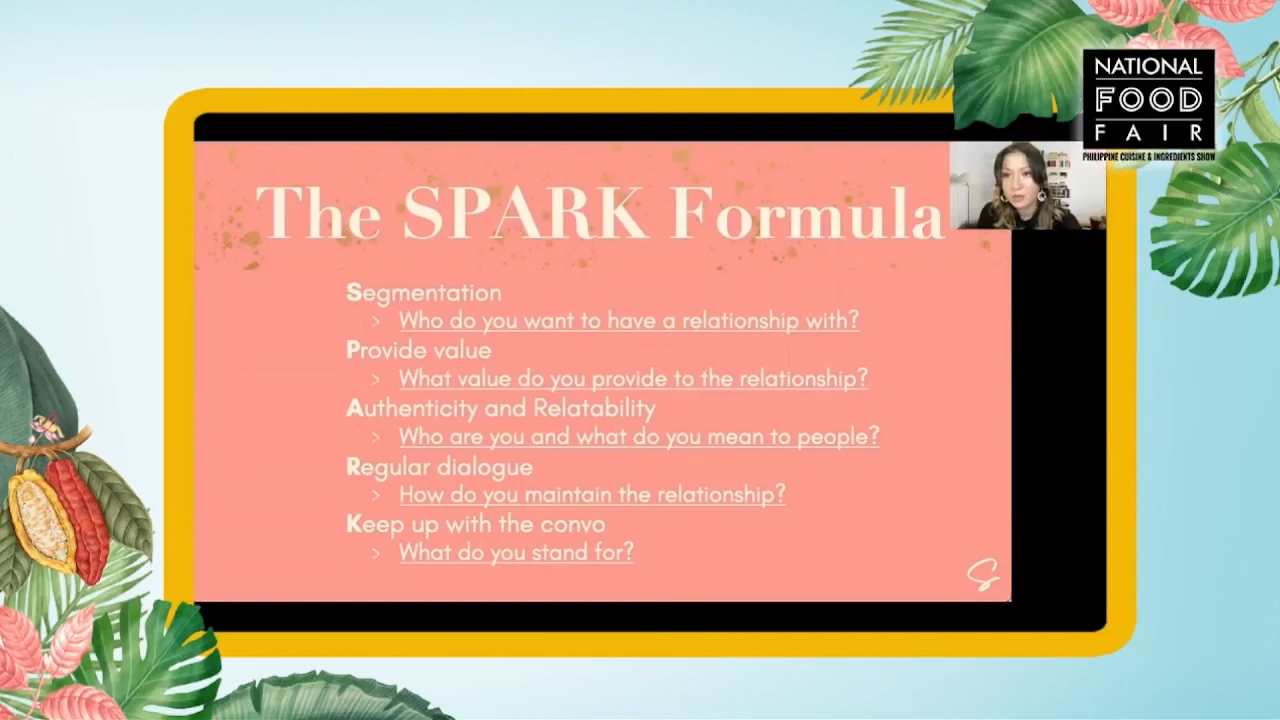 NATIONAL
FOOD
FAIR
PHILIPPINE CUISINE & INGREDIENTS SHOW
The SPARK Formula
Segmentation
> Who do you want to have a relationship with?
Provide value
> What value do you provide to the relationship?
Authenticity and Relatability
> Who are you and what do you mean to people?
Regular dialogue
> How do you maintain the relationship?
Keep up with the convo
> What do you stand for?
S